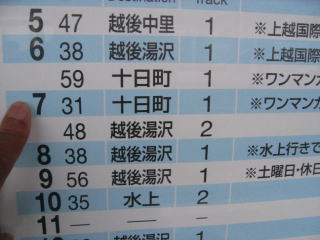 5 47 越後中里 1 ※上越国際
6 38 越後湯沢 1 ※上越国際
59 十日町 1 ※ワンマンカ
7 31 十日町 1 ※ワンマンカ
48 越後湯沢 2
8 38 越後湯沢 1 ※水上行きで
9 56 越後湯沢 1 ※土曜日・休日
10 35 水上 2
11 — — —